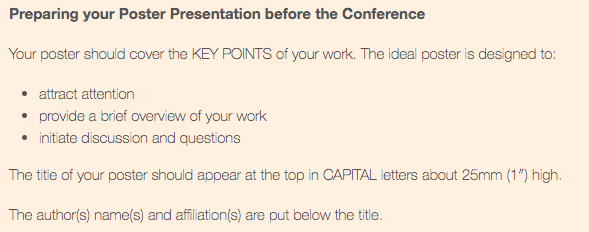 Preparing your Poster Presentation before the Conference
Your poster should cover the KEY POINTS of your work. The ideal poster is designed to:
• attract attention
• provide a brief overview of your work
• initiate discussion and questions
The title of your poster should appear at the top in CAPITAL letters about 25mm (1″) high.
The author(s) name(s) and affiliation(s) are put below the title.